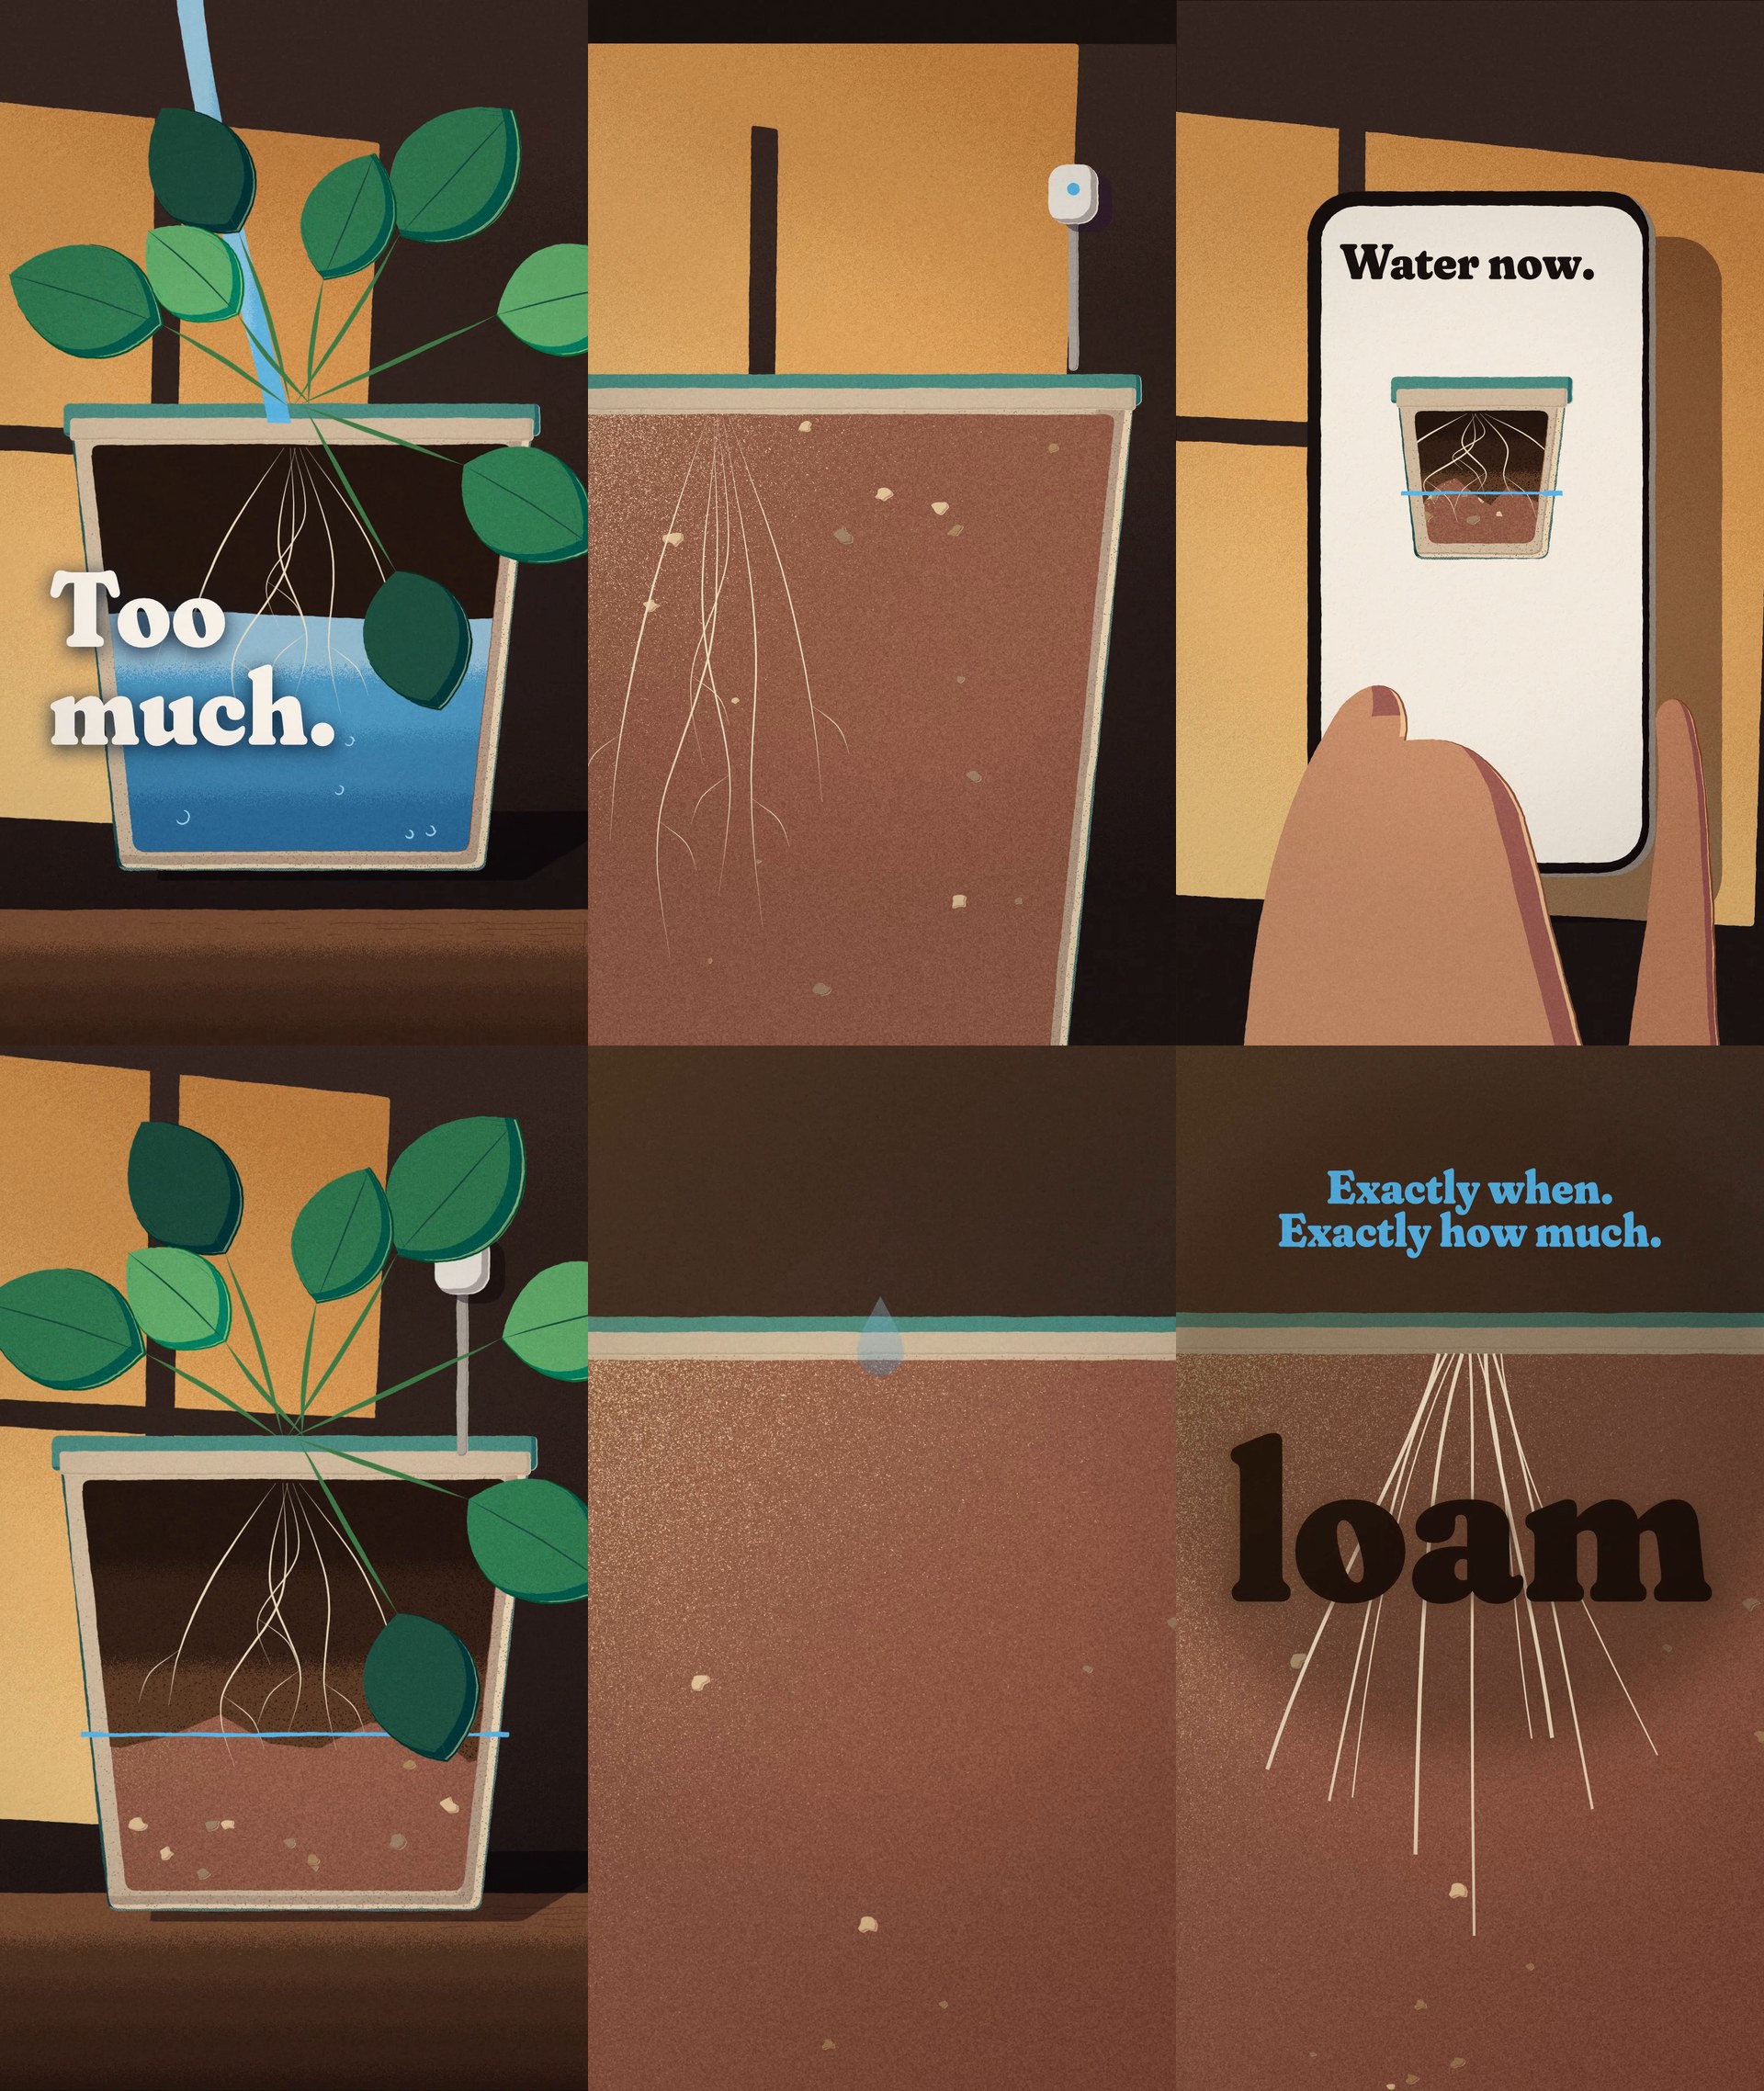 Too
much.
Water now.
Exactly when.
Exactly how much.
loam